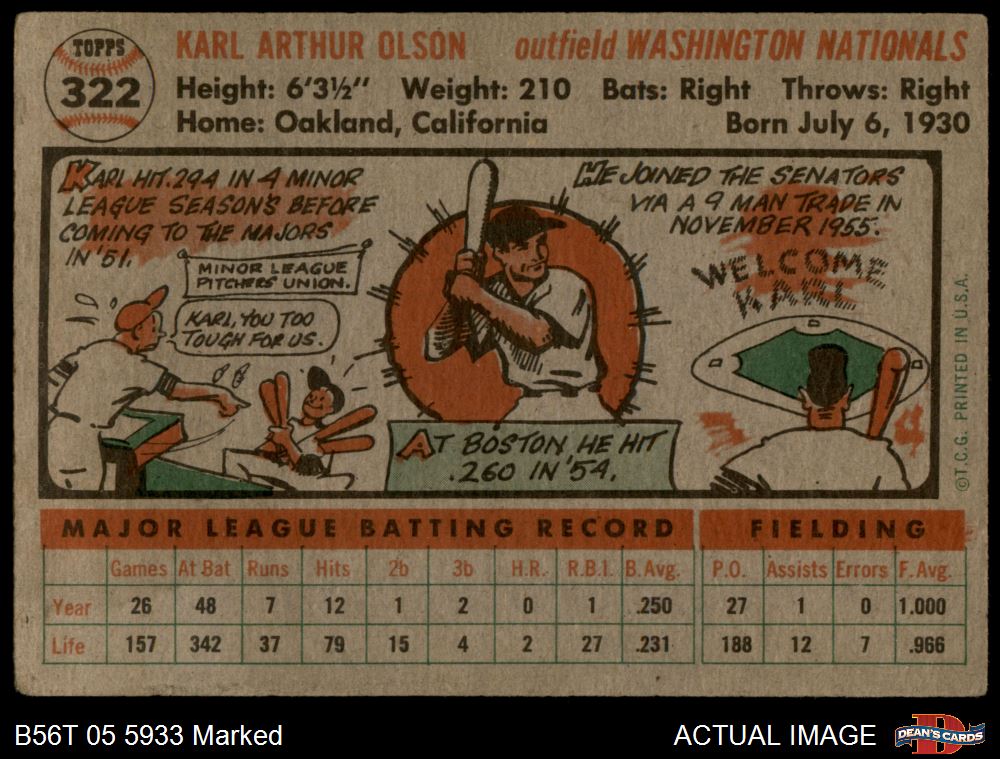 TOPPS
322
KARL ARTHUR OLSON outfield WASHINGTON NATIONALS
Height: 6'3½" Weight: 210 Bats: Right Throws: Right
Home: Oakland, California Born July 6, 1930
KARL HIT .294 IN 4 MINOR
LEAGUE SEASON'S BEFORE
COMING TO THE MAJORS
IN '51.
MINOR LEAGUE
PITCHERS' UNION.
KARL, YOU TOO
TOUGH FOR US.
AT BOSTON, HE HIT
.260 IN '54.
HE JOINED THE SENATORS
VIA A 9 MAN TRADE IN
NOVEMBER 1955.
WELCOME
KARL
©T.C.G. PRINTED IN U.S.A.
MAJOR LEAGUE BATTING RECORD FIELDING
Games At Bat Runs Hits 2b 3b H.R. R.B.I. B.Avg. P.O. Assists Errors F.Avg.
Year 26 48 7 12 1 2 0 1 .250 27 1 0 1.000
Life 157 342 37 79 15 4 2 27 .231 188 12 7 .966
B56T 05 5933 Marked ACTUAL IMAGE
DEAN'S CARDS